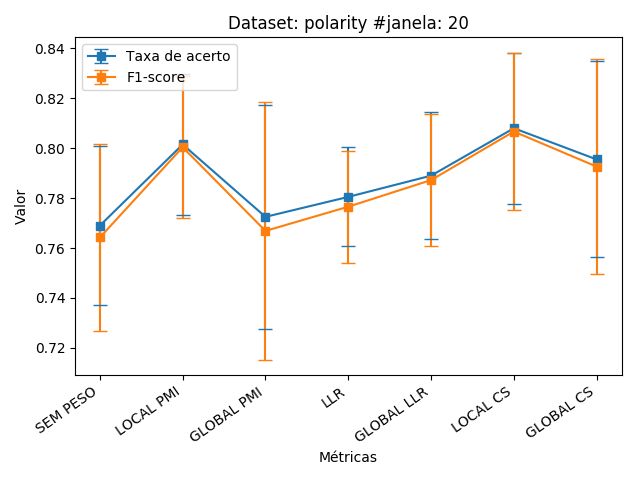 Dataset: polarity #janela: 20
Taxa de acerto
F1-score
Valor
0.84
0.82
0.80
0.78
0.76
0.74
0.72
SEM PESO
LOCAL PMI
GLOBAL PMI
LLR
GLOBAL LLR
LOCAL CS
GLOBAL CS
Métricas